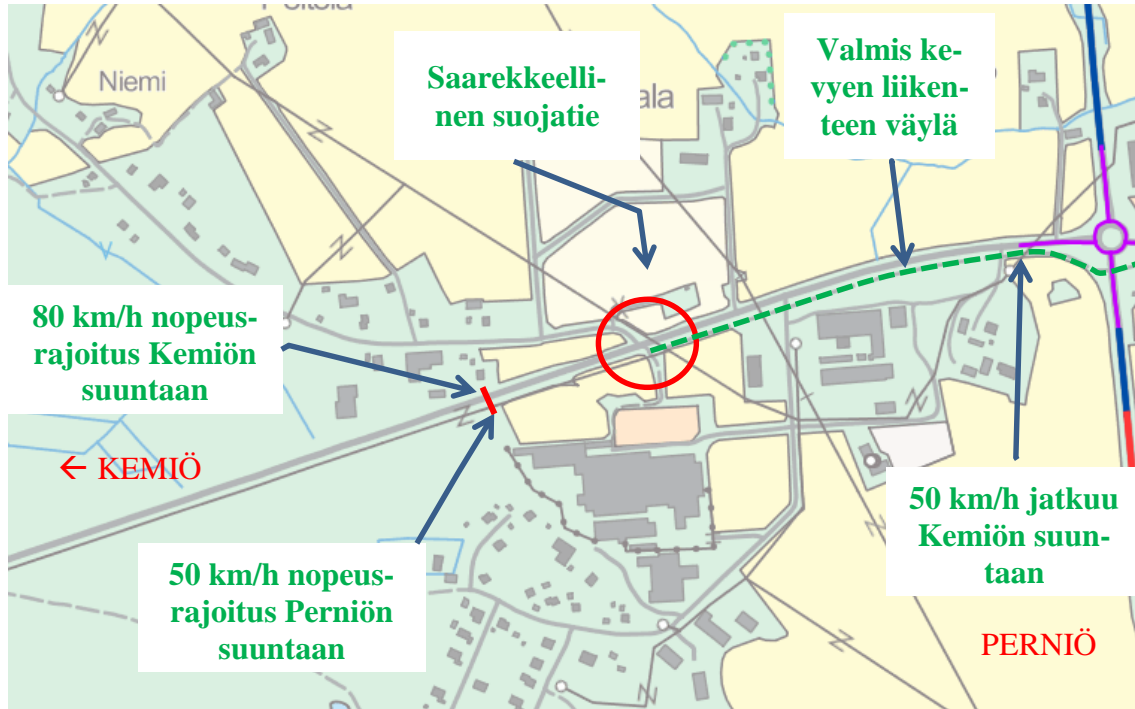 Niemi
Saarekkeelli-
nen suojatie
ala
Valmis ke-
vyen liiken-
teen väylä
80 km/h nopeus-
rajoitus Kemiön
suuntaan
← KEMIÖ
50 km/h nopeus-
rajoitus Perniön
suuntaan
50 km/h jatkuu
Kemiön suun-
taan
PERNIÖ